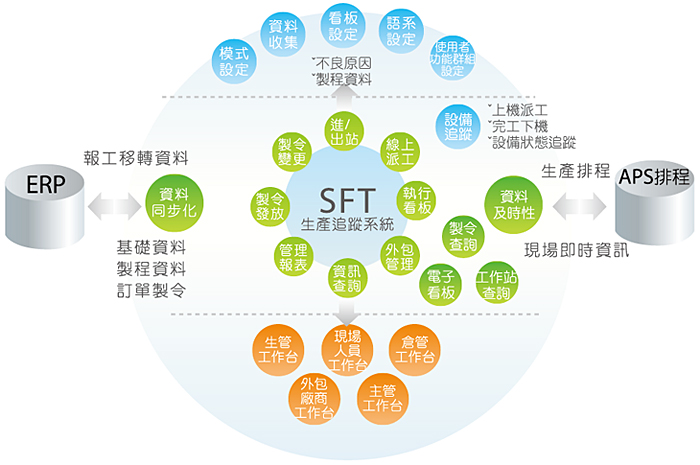 模式
設定
資料
收集
看板
設定
語系
設定
使用者
功能群組
設定
ˇ不良原因
ˇ製程資料
設備
追蹤
ˇ上機派工
ˇ完工下機
ˇ設備狀態追蹤
進/
出站
製令
變更
線上
派工
製令
發放
執行
看板
管理
報表
外包
管理
資訊
查詢
SFT
生產追蹤系統
ERP
報工移轉資料
資料
同步化
基礎資料
製程資料
訂單製令
資料
及時性
製令
查詢
電子
看板
工作站
查詢
生產排程
APS排程
現場即時資訊
生管
工作台
現場
人員
工作台
倉管
工作台
外包
廠商
工作台
主管
工作台